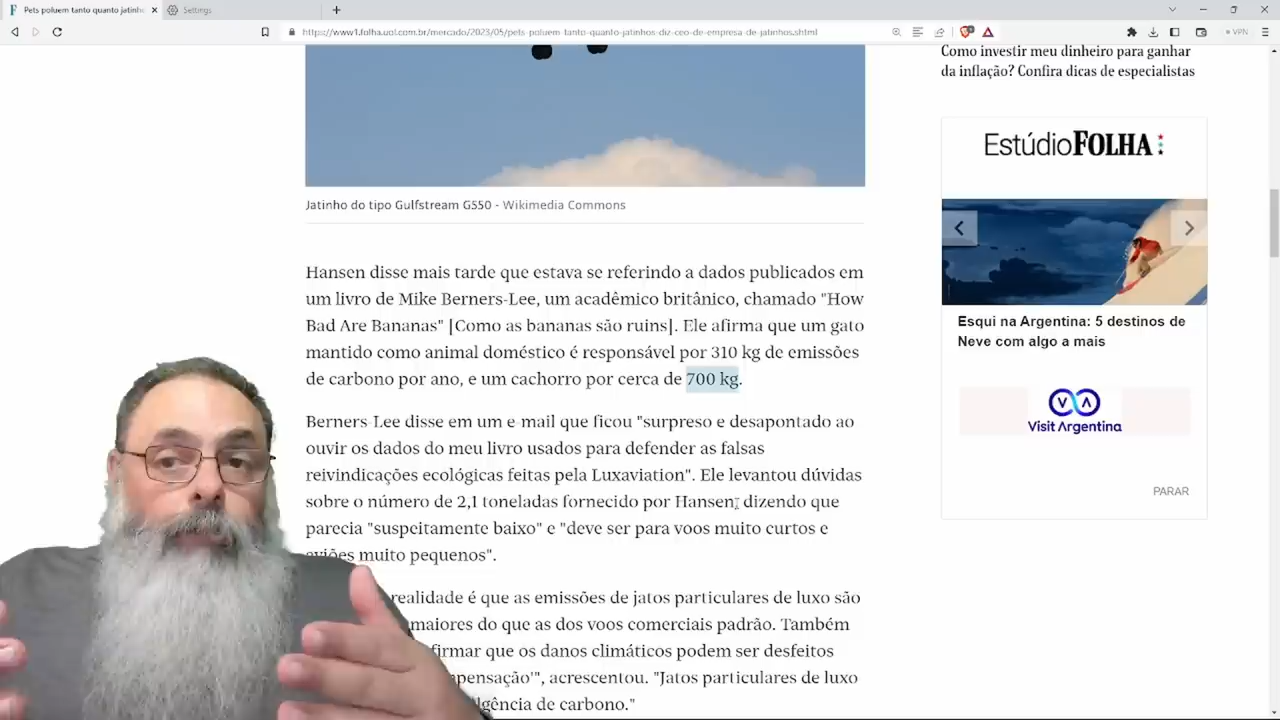 Pets poluem tanto quanto jatinh
Settings
https://www1.folha.uol.com.br/mercado/2023/05/pets-poluem-tanto-quanto-jatinhos-diz-ceo-de-empresa-de-jatinhos.shtml
VPN
Como investir meu dinheiro para ganhar
da inflação? Confira dicas de especialistas
EstúdioFOLHA
Jatinho do tipo Gulfstream G550 - Wikimedia Commons
Hansen disse mais tarde que estava se referindo a dados publicados em
um livro de Mike Berners-Lee, um acadêmico britânico, chamado "How
Bad Are Bananas" [Como as bananas são ruins]. Ele afirma que um gato
mantido como animal doméstico é responsável por 310 kg de emissões
de carbono por ano, e um cachorro por cerca de 700 kg.
Berners-Lee disse em um e-mail que ficou "surpreso e desapontado ao
ouvir os dados do meu livro usados para defender as falsas
reivindicações ecológicas feitas pela Luxaviation". Ele levantou dúvidas
sobre o número de 2,1 toneladas fornecido por Hansen, dizendo que
parecia "suspeitamente baixo" e "deve ser para voos muito curtos e
aviões muito pequenos".
realidade é que as emissões de jatos particulares de luxo são
maiores do que as dos voos comerciais padrão. Também
firmar que os danos climáticos podem ser desfeitos
pensação'", acrescentou. "Jatos particulares de luxo
lgência de carbono."
Esqui na Argentina: 5 destinos de
Neve com algo a mais
VA
Visit Argentina
PARAR